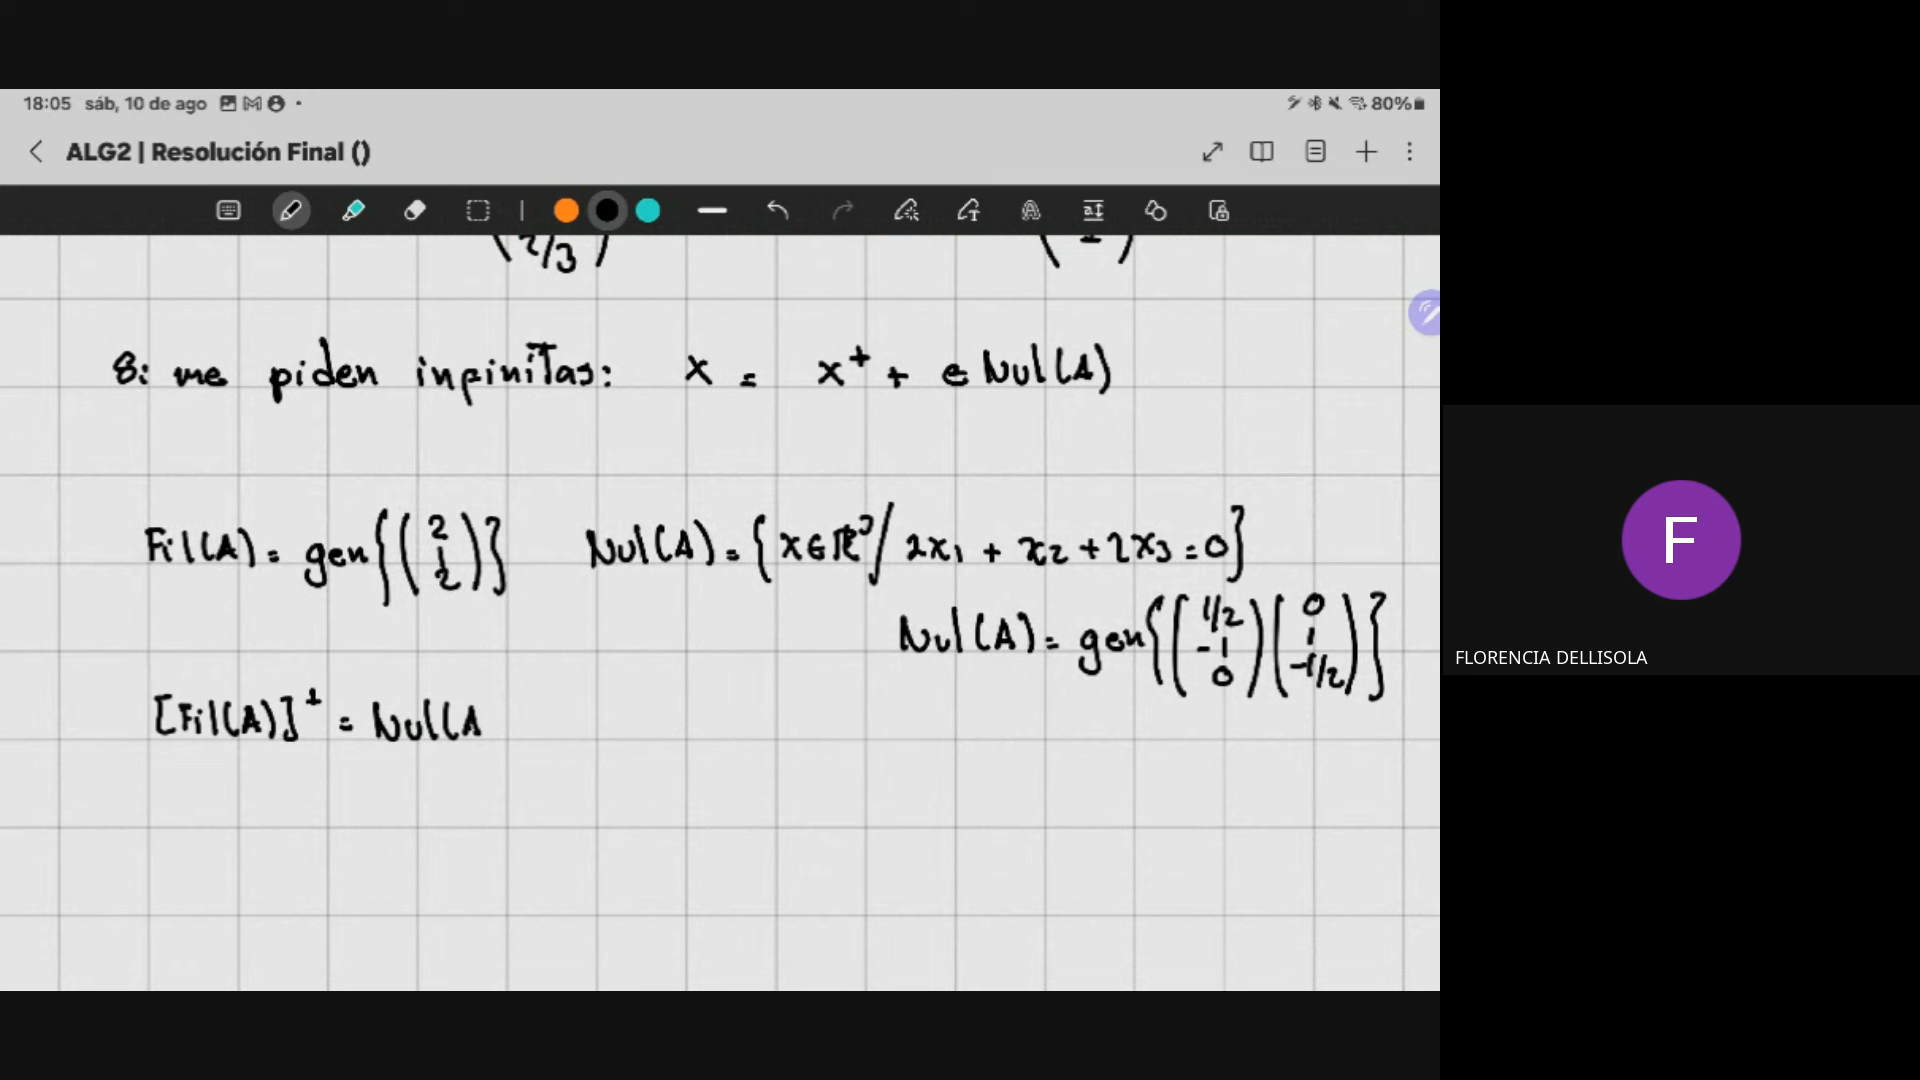 18:05 sáb, 10 de ago 80%
ALG2 | Resolución Final ()
2/3
8: me piden infinitas: x = x⁺ + e Nul(A)
Fil(A) = gen{(2 1 2)} Nul(A) = {x∈ℝ³/ 2x₁ + x₂ + 2x₃ = 0}
Nul(A) = gen{(1/2 -1 0)(0 1 -1/2)}
[Fil(A)]⊥ = Nul(A
F
FLORENCIA DELLISOLA